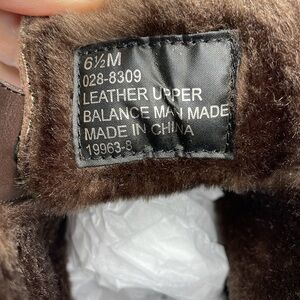 6½M
028-8309
LEATHER UPPER
BALANCE MAN MADE
MADE IN CHINA
19963-8